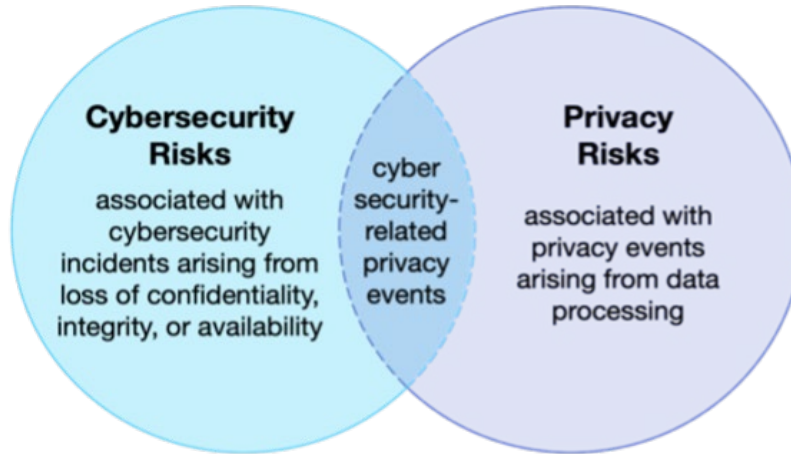 Cybersecurity
Risks
associated with
cybersecurity
incidents arising from
loss of confidentiality,
integrity, or availability
cyber
security-
related
privacy
events
Privacy
Risks
associated with
privacy events
arising from data
processing